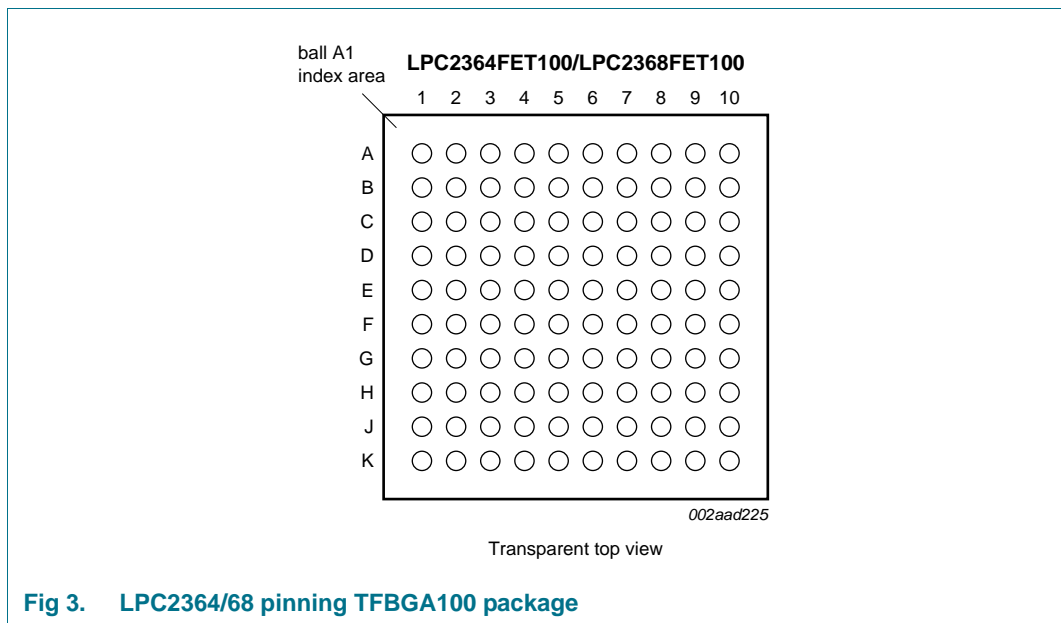 ball A1
index area
LPC2364FET100/LPC2368FET100
1 2 3 4 5 6 7 8 9 10
A
B
C
D
E
F
G
H
J
K
002aad225
Transparent top view
Fig 3. LPC2364/68 pinning TFBGA100 package